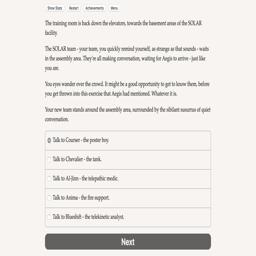 Show Stats Restart Achievements Menu
The training room is back down the elevators, towards the basement areas of the SOLAR
facility.
The SOLAR team - your team, you quickly remind yourself, as strange as that sounds - waits
in the assembly area. They're all making conversation, waiting for Aegis to arrive - just like
you are.
You eyes wander over the crowd. It might be a good opportunity to get to know them, before
you get thrown into this exercise that Aegis had mentioned. Whatever it is.
Your new team stands around the assembly area, surrounded by the sibilant susurrus of quiet
conversation.
Talk to Courser - the poster boy.
Talk to Chevalier - the tank.
Talk to Al-Jinn - the telepathic medic.
Talk to Anima - the fire support.
Talk to Blueshift - the telekinetic analyst.
Next